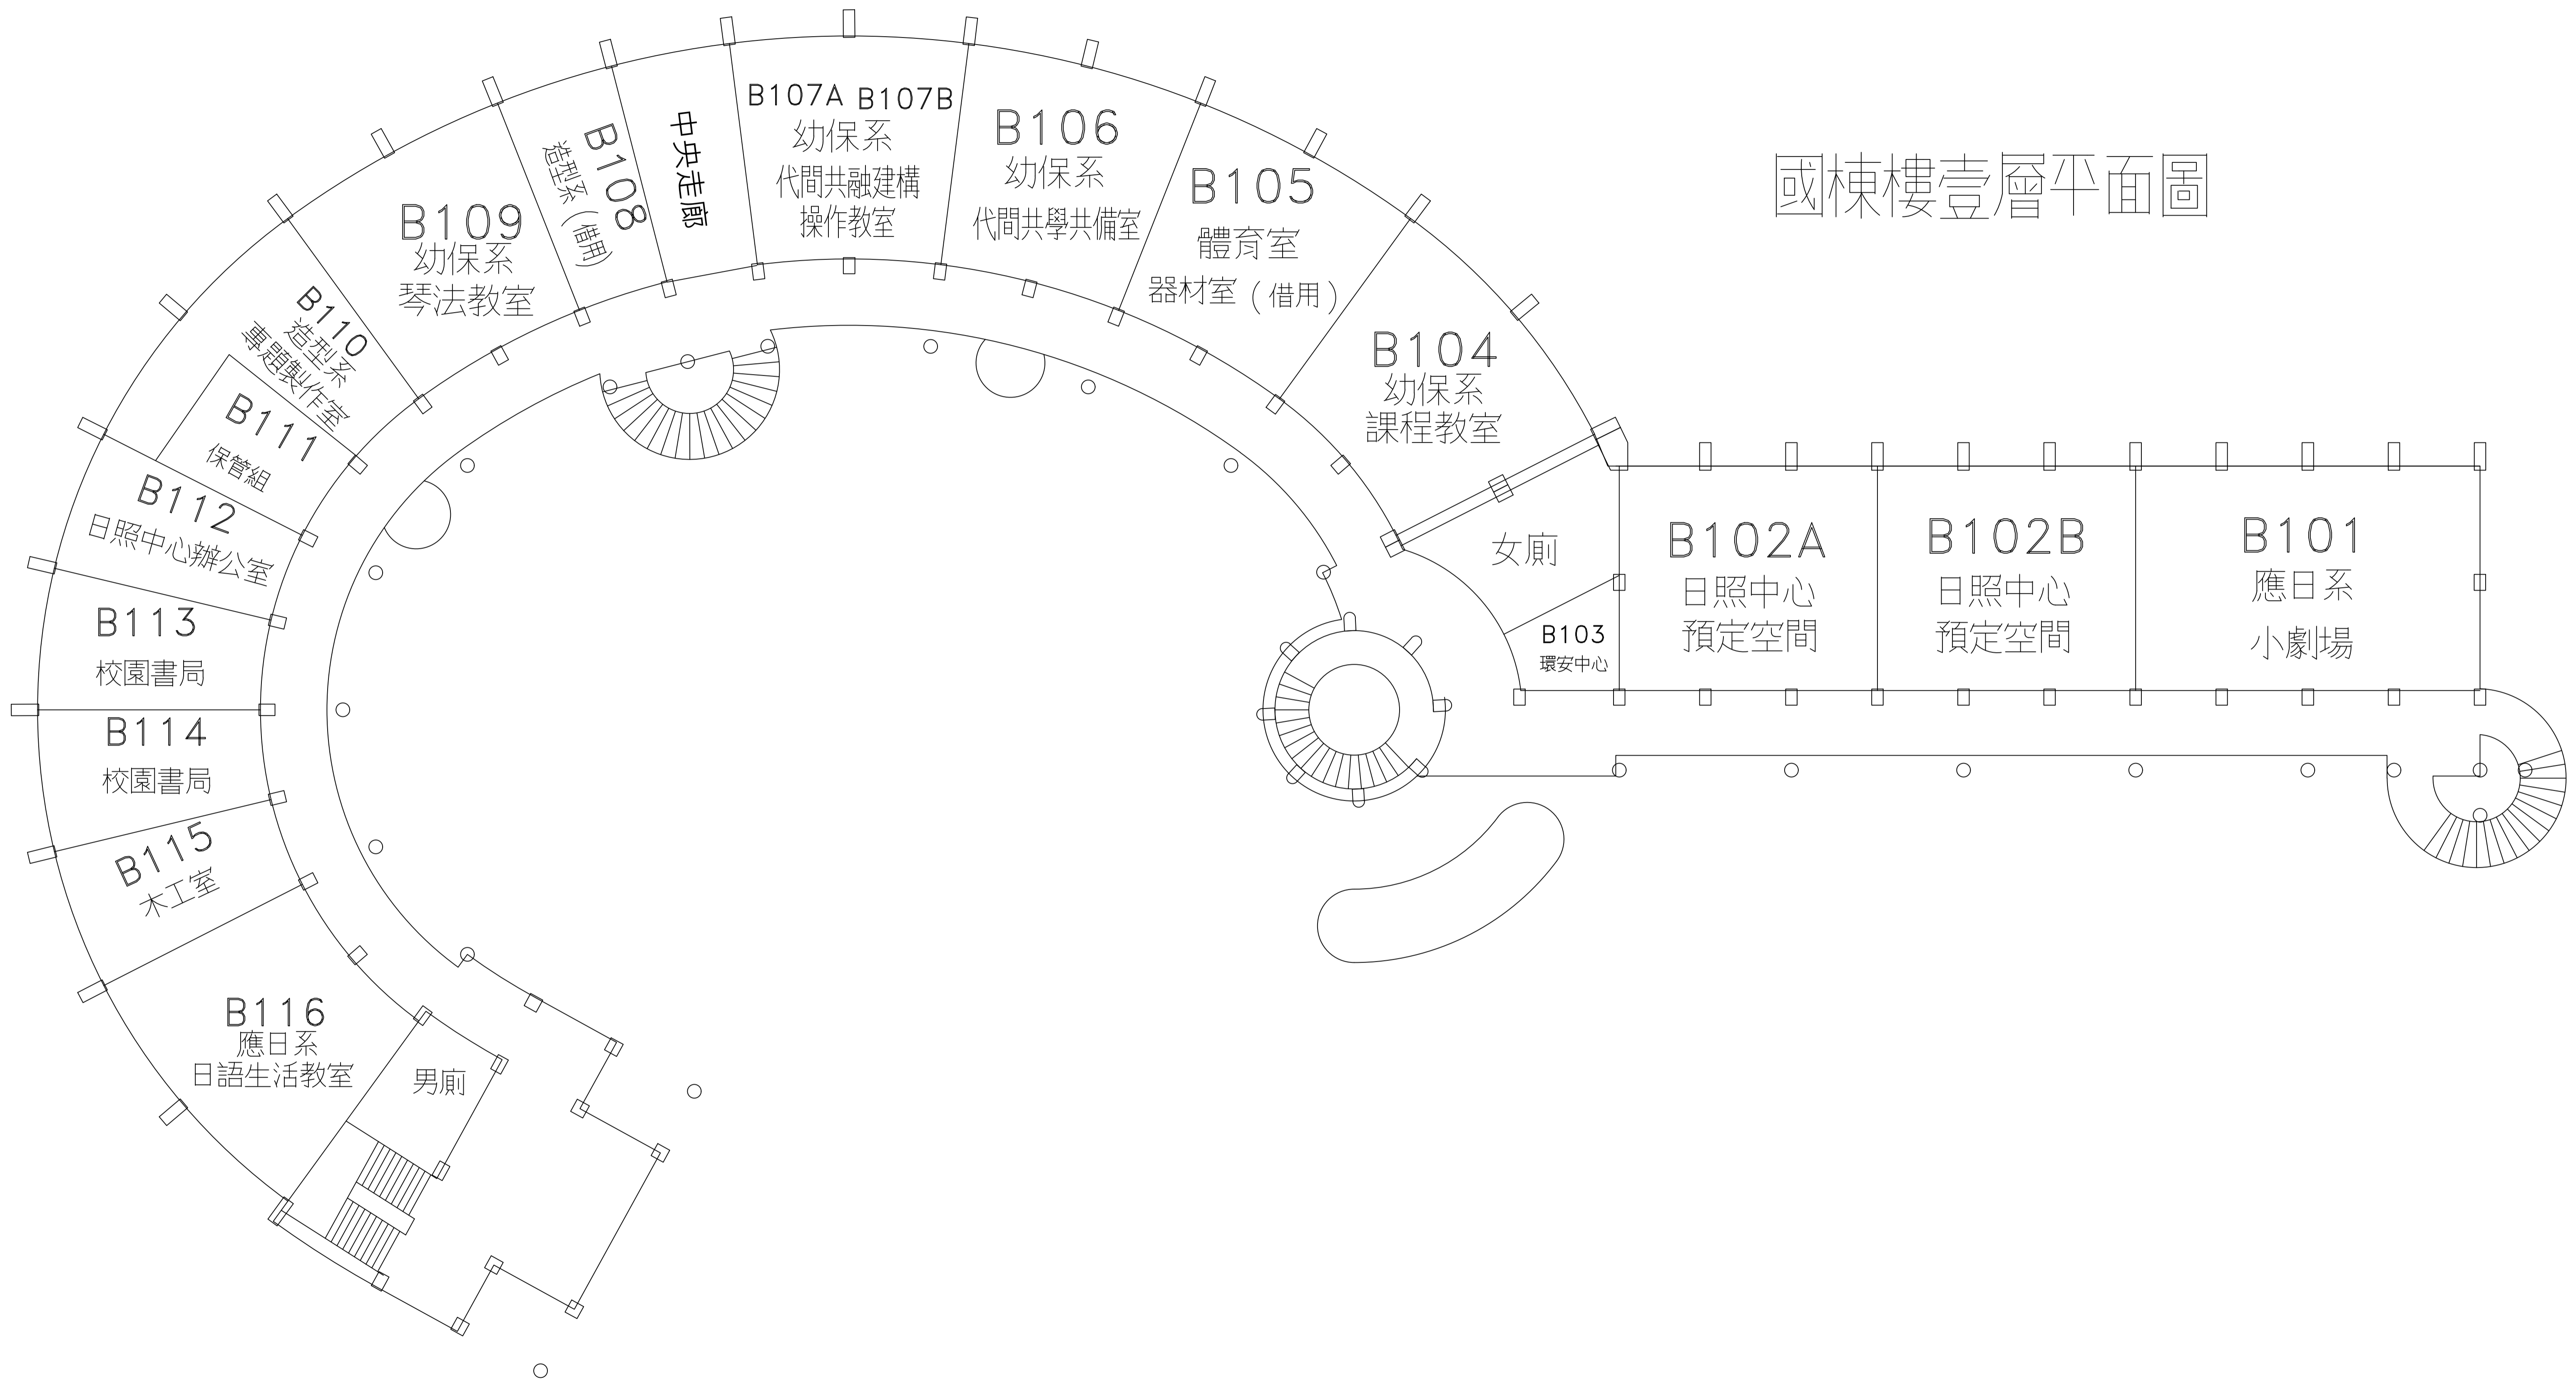 國棟樓壹層平面圖
B107A B107B
幼保系
代間共融建構
操作教室
B106
幼保系
代間共學共備室
B105
體育室
器材室(借用)
B104
幼保系
課程教室
中央走廊
B108
造型系(借用)
B109
幼保系
琴法教室
B110
造型系
專題製作室
B111
保管組
B112
日照中心辦公室
B113
校園書局
B114
校園書局
B115
木工室
B116
應日系
日語生活教室
男廁
女廁
B103
環安中心
B102A
日照中心
預定空間
B102B
日照中心
預定空間
B101
應日系
小劇場